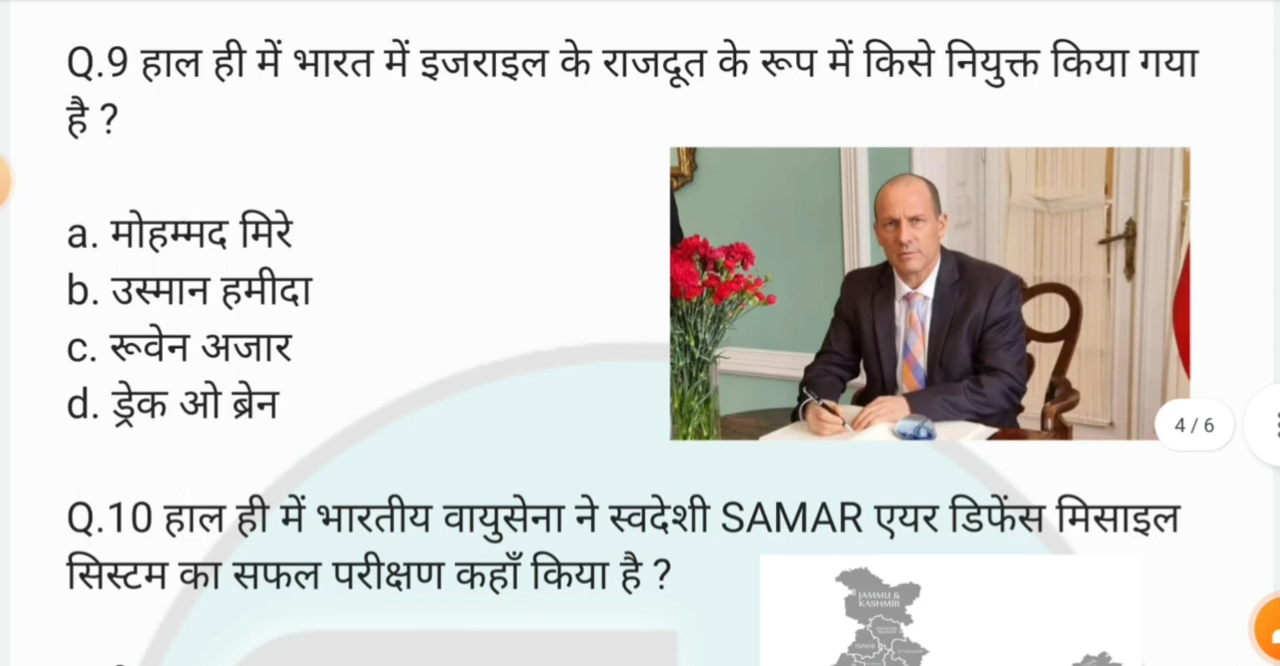 Q.9 हाल ही में भारत में इजराइल के राजदूत के रूप में किसे नियुक्त किया गया
है ?
a. मोहम्मद मिरे
b. उस्मान हमीदा
c. रूवेन अजार
d. ड्रेक ओ ब्रेन
4 / 6
Q.10 हाल ही में भारतीय वायुसेना ने स्वदेशी SAMAR एयर डिफेंस मिसाइल
सिस्टम का सफल परीक्षण कहाँ किया है ?
JAMMU &
KASHMIR